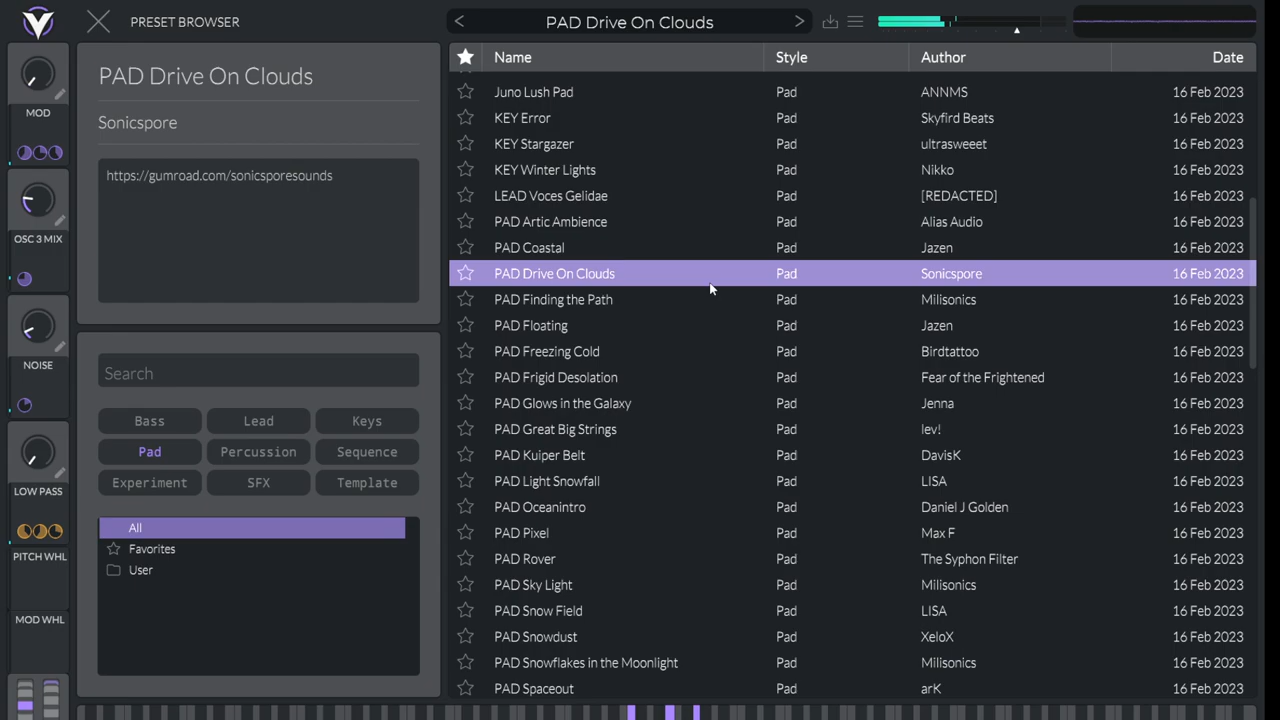 PRESET BROWSER
PAD Drive On Clouds
PAD Drive On Clouds
Sonicspore
https://gumroad.com/sonicsporesounds
MOD
OSC 3 MIX
NOISE
LOW PASS
PITCH WHL
MOD WHL
Search
Bass Lead Keys
Pad Percussion Sequence
Experiment SFX Template
All
Favorites
User
Name Style Author Date
Juno Lush Pad Pad ANNMS 16 Feb 2023
KEY Error Pad Skyfird Beats 16 Feb 2023
KEY Stargazer Pad ultrasweeet 16 Feb 2023
KEY Winter Lights Pad Nikko 16 Feb 2023
LEAD Voces Gelidae Pad [REDACTED] 16 Feb 2023
PAD Artic Ambience Pad Alias Audio 16 Feb 2023
PAD Coastal Pad Jazen 16 Feb 2023
PAD Drive On Clouds Pad Sonicspore 16 Feb 2023
PAD Finding the Path Pad Milisonics 16 Feb 2023
PAD Floating Pad Jazen 16 Feb 2023
PAD Freezing Cold Pad Birdtattoo 16 Feb 2023
PAD Frigid Desolation Pad Fear of the Frightened 16 Feb 2023
PAD Glows in the Galaxy Pad Jenna 16 Feb 2023
PAD Great Big Strings Pad lev! 16 Feb 2023
PAD Kuiper Belt Pad DavisK 16 Feb 2023
PAD Light Snowfall Pad LISA 16 Feb 2023
PAD Oceanintro Pad Daniel J Golden 16 Feb 2023
PAD Pixel Pad Max F 16 Feb 2023
PAD Rover Pad The Syphon Filter 16 Feb 2023
PAD Sky Light Pad Milisonics 16 Feb 2023
PAD Snow Field Pad LISA 16 Feb 2023
PAD Snowdust Pad XeloX 16 Feb 2023
PAD Snowflakes in the Moonlight Pad Milisonics 16 Feb 2023
PAD Spaceout Pad arK 16 Feb 2023